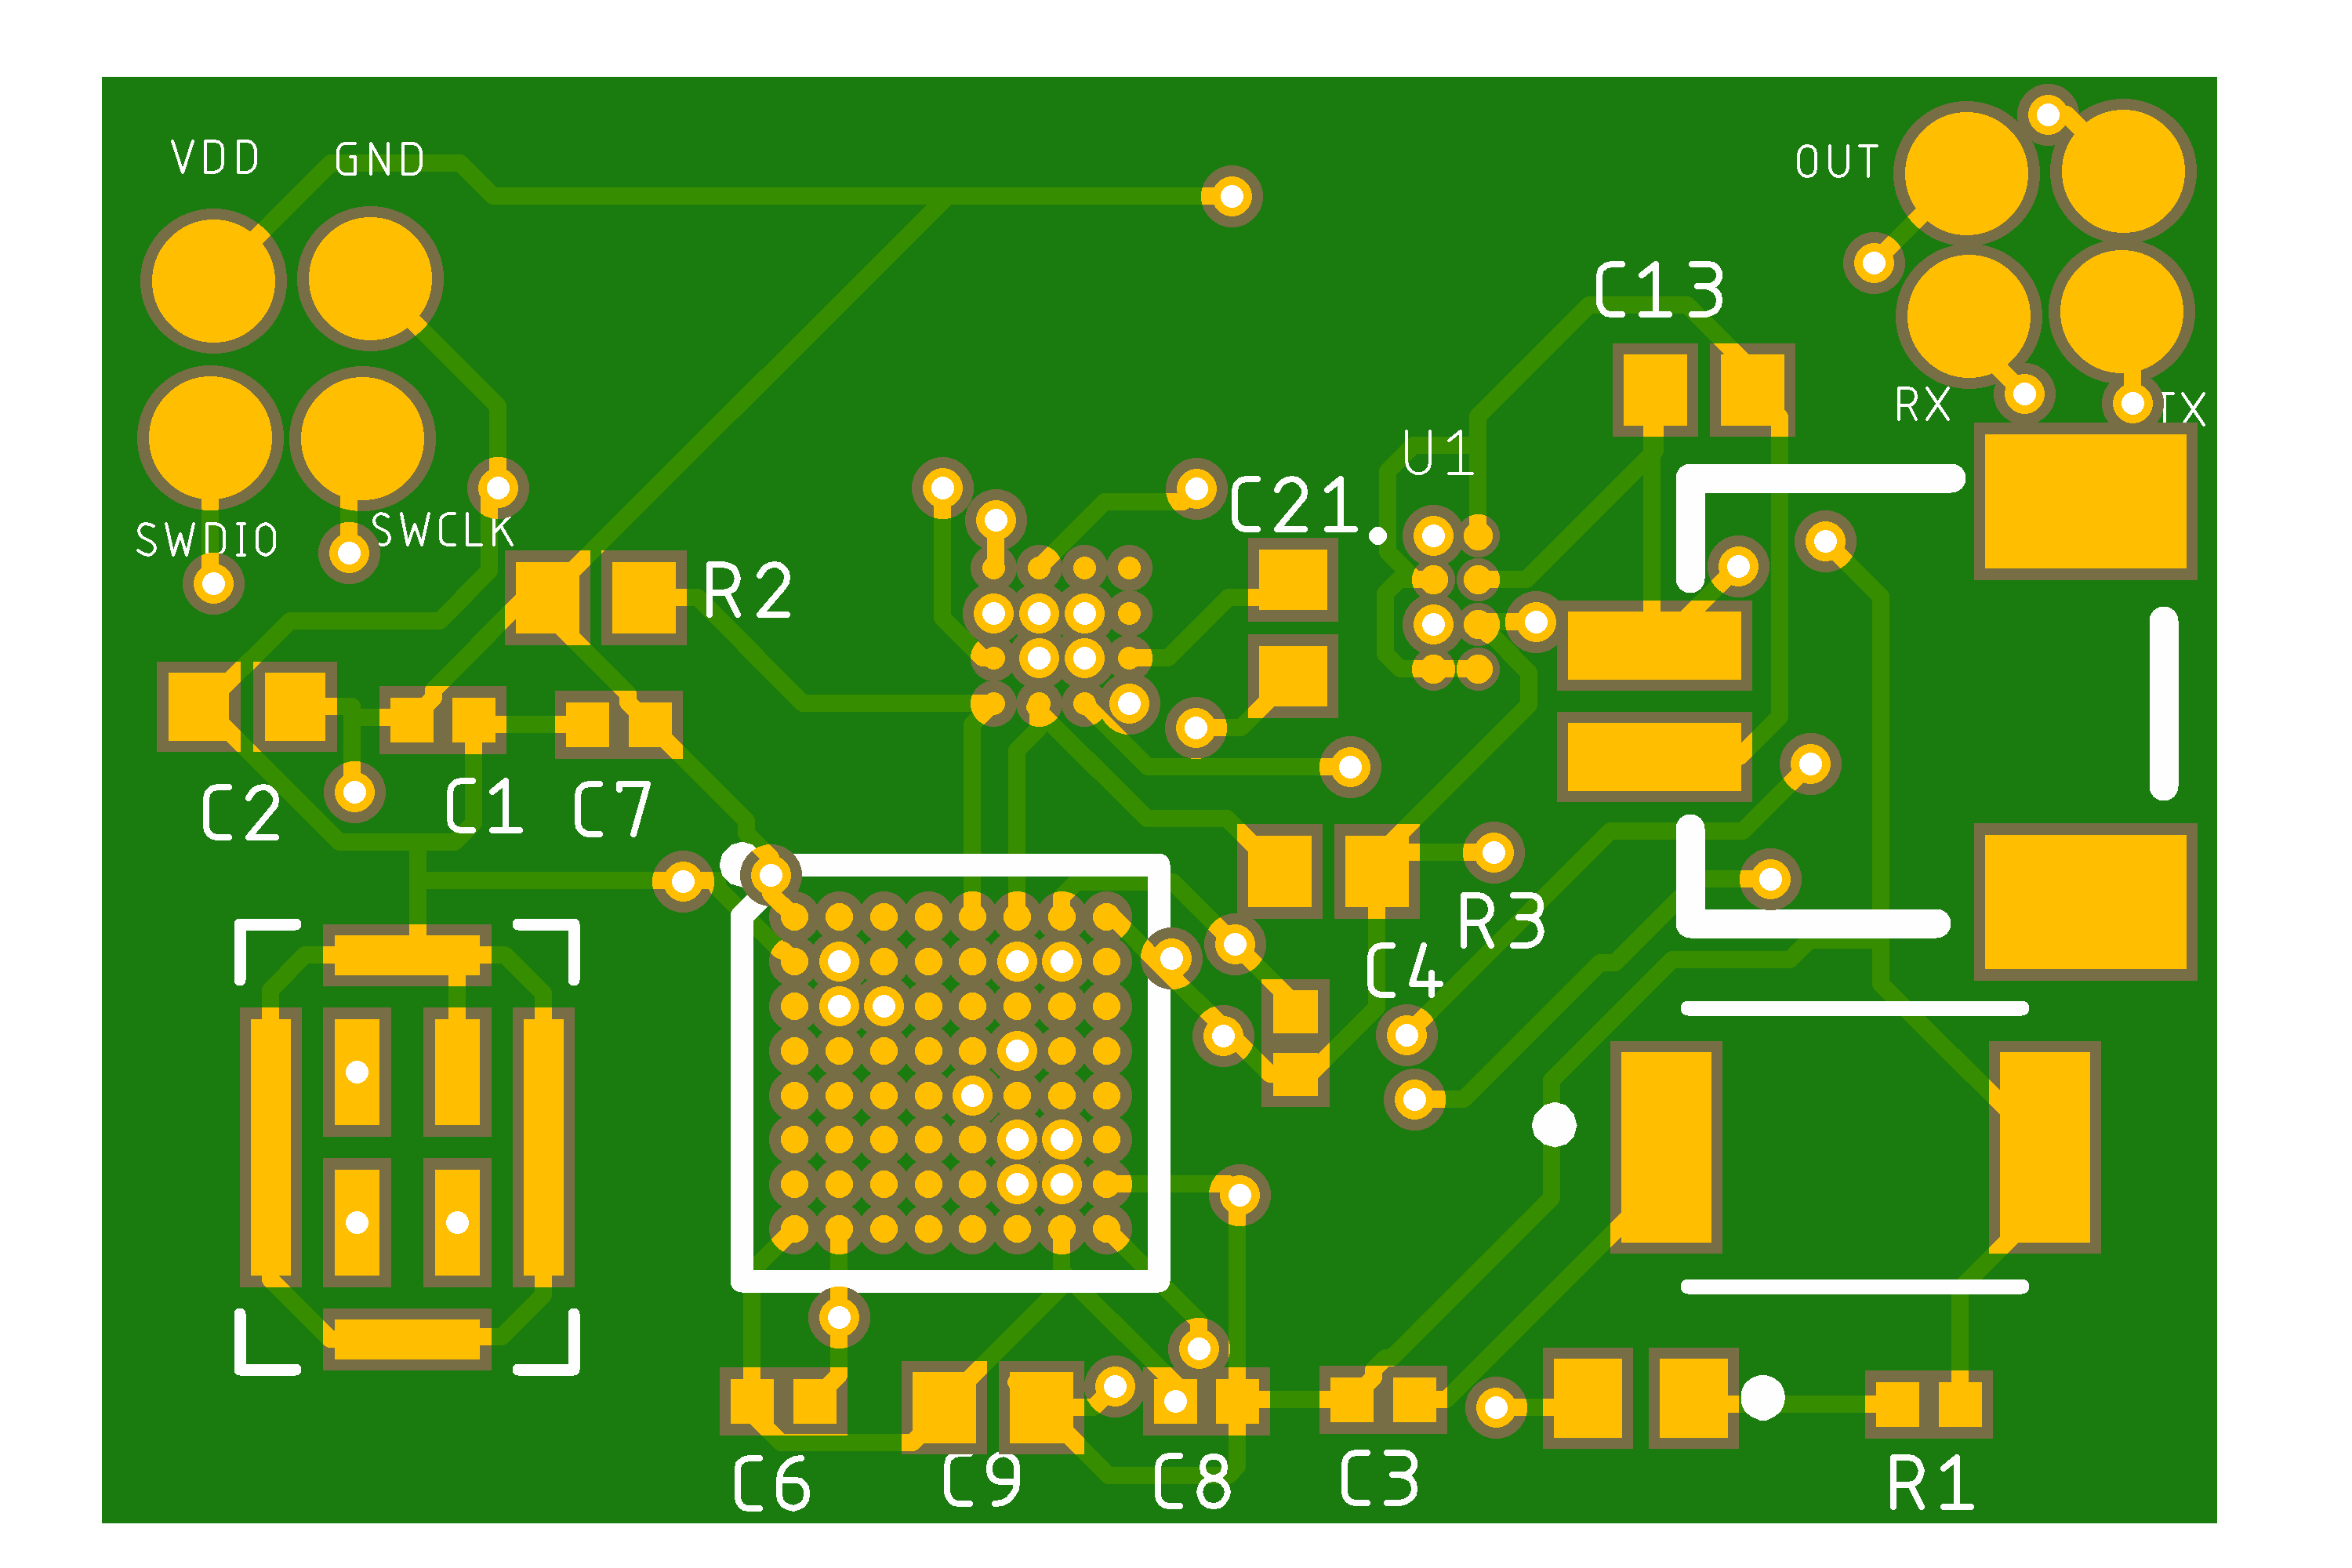 VDD
GND
OUT
C13
RX
TX
U1
C21
SWDIO
SWCLK
R2
C2
C1
C7
R3
C4
C6
C9
C8
C3
R1